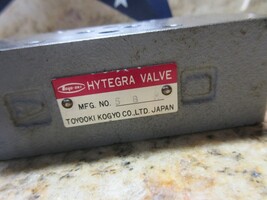 HYTEGRA VALVE
MFG. NO.
TOYOOKI KOGYO CO., LTD. JAPAN